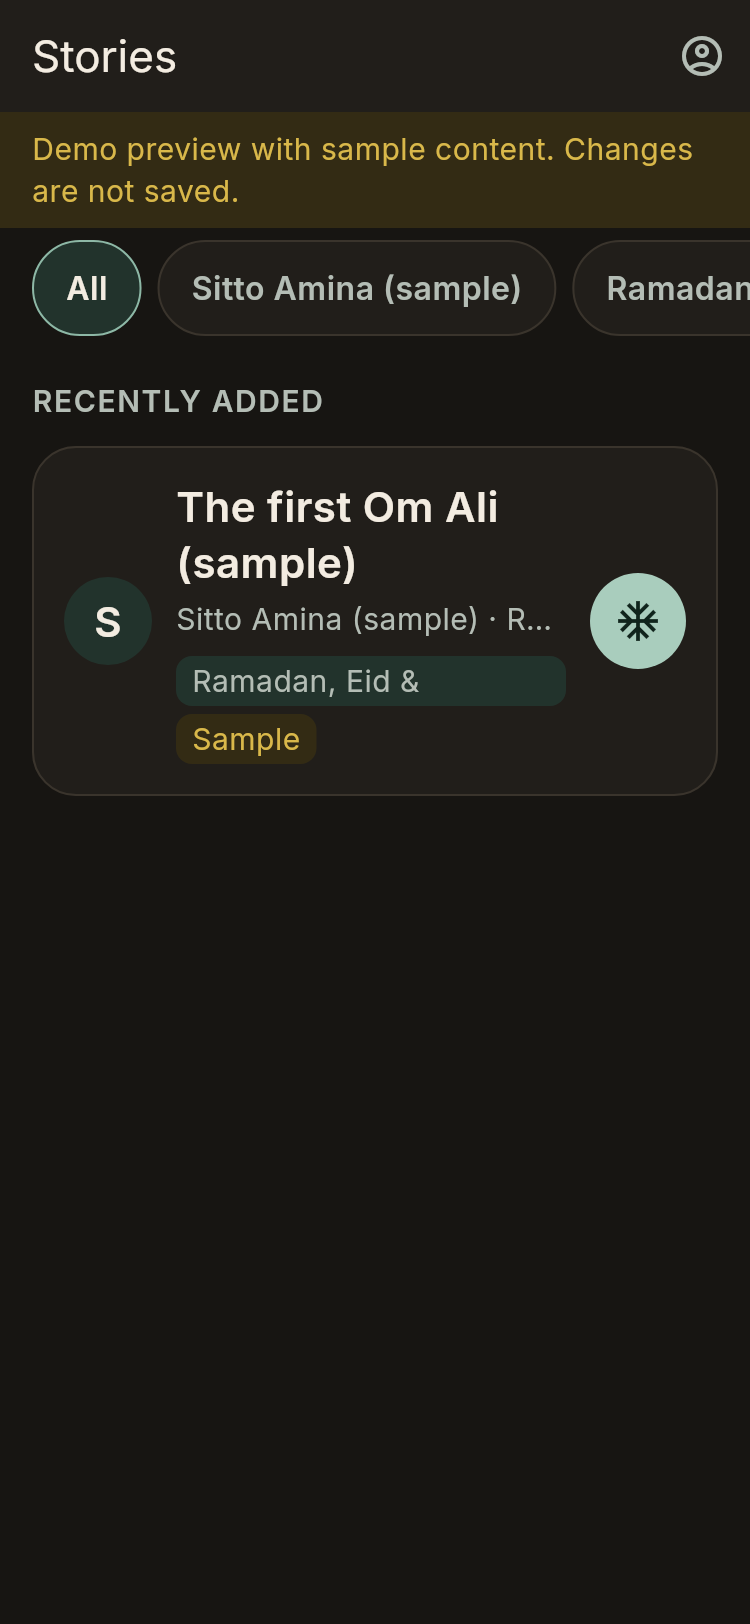 Stories
Demo preview with sample content. Changes
are not saved.
All
Sitto Amina (sample)
Ramadan
RECENTLY ADDED
The first Om Ali
(sample)
S
Sitto Amina (sample) · R...
Ramadan, Eid &
Sample